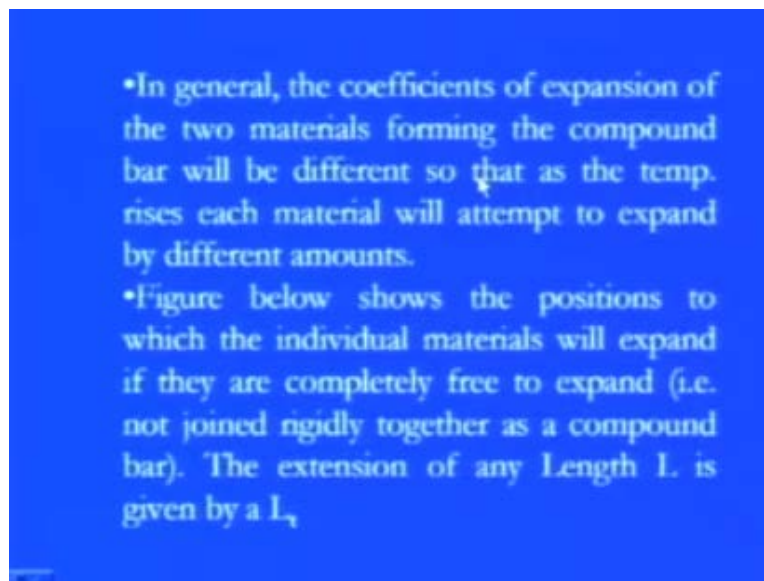 •In general, the coefficients of expansion of
the two materials forming the compound
bar will be different so that as the temp.
rises each material will attempt to expand
by different amounts.
•Figure below shows the positions to
which the individual materials will expand
if they are completely free to expand (i.e.
not joined rigidly together as a compound
bar). The extension of any Length L is
given by a L